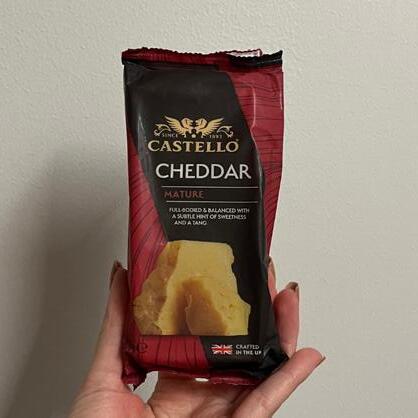 SINCE 1893
CASTELLO
CHEDDAR
MATURE
FULL-BODIED & BALANCED WITH
A SUBTLE HINT OF SWEETNESS
AND A TANG
CRAFTED
IN THE UK